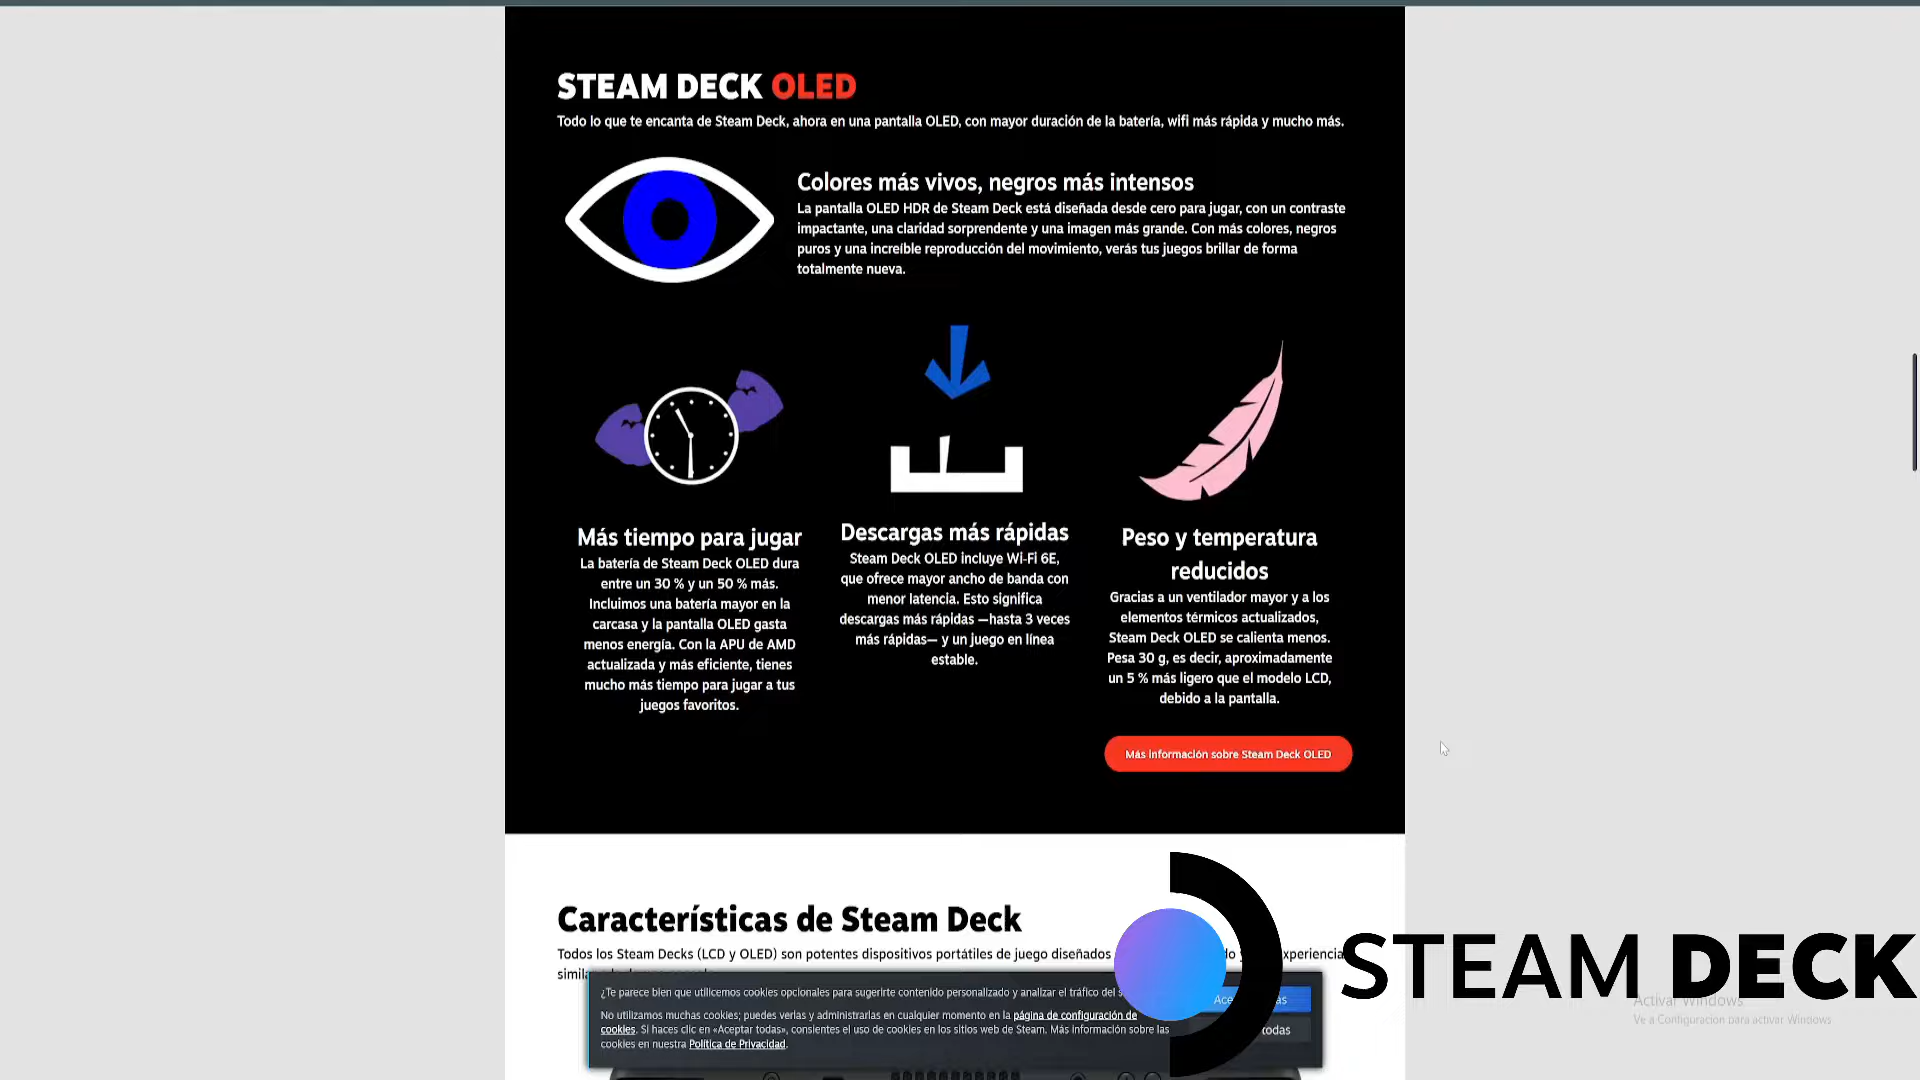 STEAM DECK OLED
Todo lo que te encanta de Steam Deck, ahora en una pantalla OLED, con mayor duración de la batería, wifi más rápida y mucho más.
Colores más vivos, negros más intensos
La pantalla OLED HDR de Steam Deck está diseñada desde cero para jugar, con un contraste
impactante, una claridad sorprendente y una imagen más grande. Con más colores, negros
puros y una increíble reproducción del movimiento, verás tus juegos brillar de forma
totalmente nueva.
Más tiempo para jugar
La batería de Steam Deck OLED dura
entre un 30 % y un 50 % más.
Incluimos una batería mayor en la
carcasa y la pantalla OLED gasta
menos energía. Con la APU de AMD
actualizada y más eficiente, tienes
mucho más tiempo para jugar a tus
juegos favoritos.
Descargas más rápidas
Steam Deck OLED incluye Wi-Fi 6E,
que ofrece mayor ancho de banda con
menor latencia. Esto significa
descargas más rápidas —hasta 3 veces
más rápidas— y un juego en línea
estable.
Peso y temperatura
reducidos
Gracias a un ventilador mayor y a los
elementos térmicos actualizados,
Steam Deck OLED se calienta menos.
Pesa 30 g, es decir, aproximadamente
un 5 % más ligero que el modelo LCD,
debido a la pantalla.
Más información sobre Steam Deck OLED
Características de Steam Deck
Todos los Steam Decks (LCD y OLED) son potentes dispositivos portátiles de juego diseñados
¿Te parece bien que utilicemos cookies opcionales para sugerirte contenido personalizado y analizar el tráfico del
No utilizamos muchas cookies; puedes verlas y administrarlas en cualquier momento en la página de configuración de
cookies. Si haces clic en «Aceptar todas», consientes el uso de cookies en los sitios web de Steam. Más información sobre las
cookies en nuestra Política de Privacidad.
todas
STEAM DECK
Activar Windows
Ve a Configuración para activar Windows